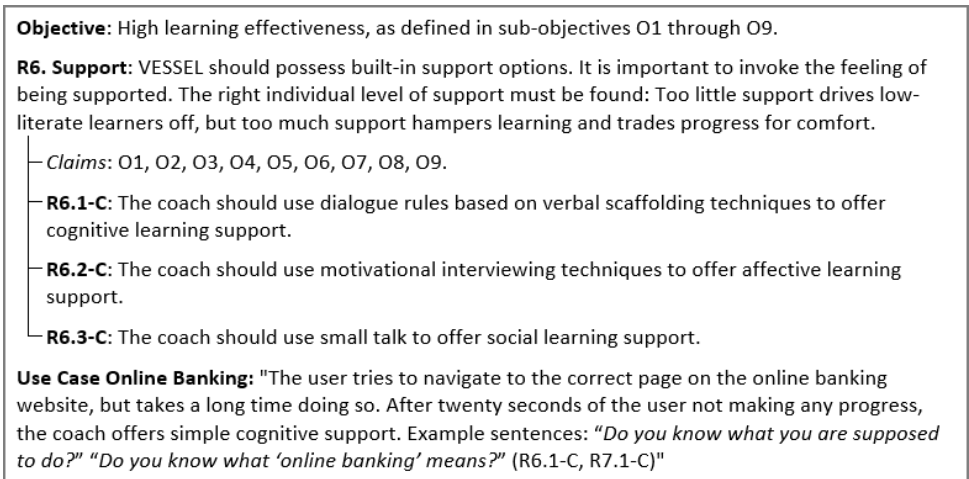 Objective: High learning effectiveness, as defined in sub-objectives O1 through O9.
R6. Support: VESSEL should possess built-in support options. It is important to invoke the feeling of
being supported. The right individual level of support must be found: Too little support drives low-
literate learners off, but too much support hampers learning and trades progress for comfort.
Claims: O1, O2, O3, O4, O5, O6, O7, O8, O9.
R6.1-C: The coach should use dialogue rules based on verbal scaffolding techniques to offer
cognitive learning support.
R6.2-C: The coach should use motivational interviewing techniques to offer affective learning
support.
R6.3-C: The coach should use small talk to offer social learning support.
Use Case Online Banking: "The user tries to navigate to the correct page on the online banking
website, but takes a long time doing so. After twenty seconds of the user not making any progress,
the coach offers simple cognitive support. Example sentences: “Do you know what you are supposed
to do?” “Do you know what ‘online banking’ means?” (R6.1-C, R7.1-C)"